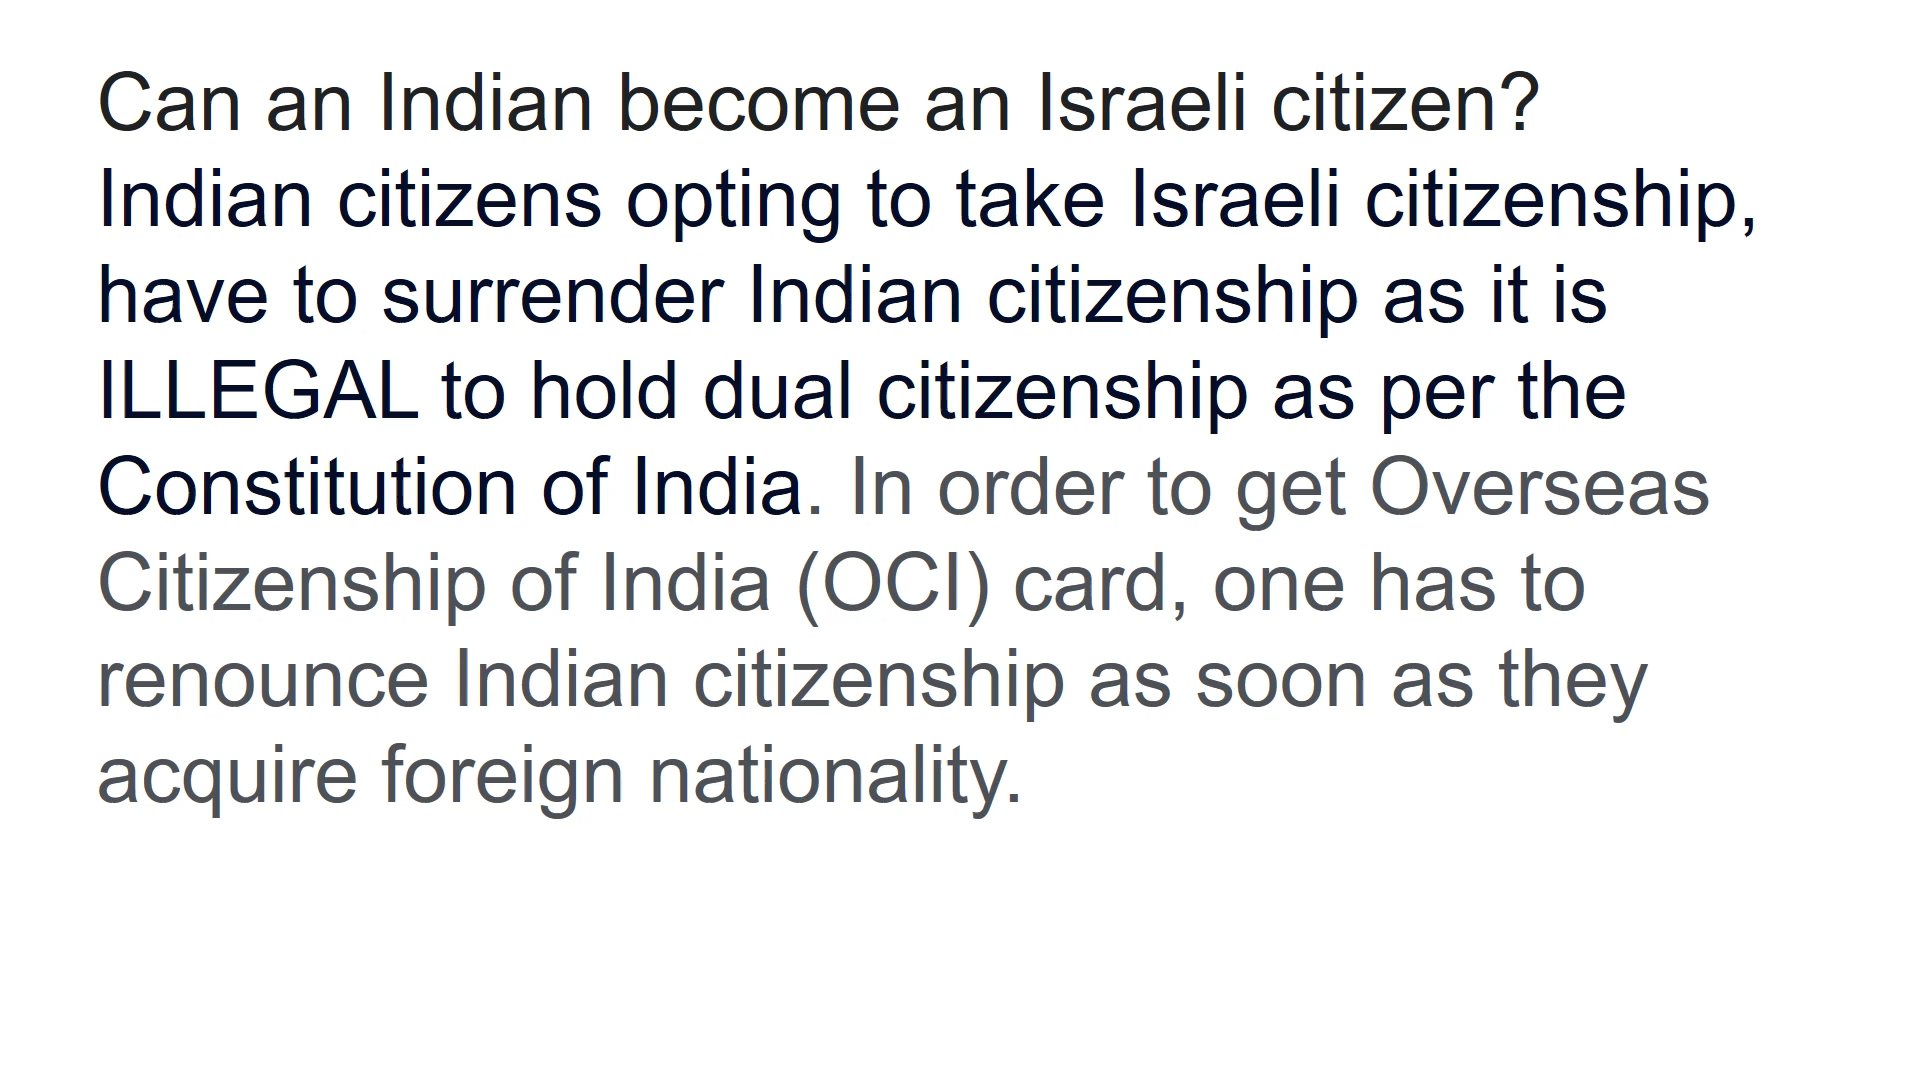 Can an Indian become an Israeli citizen?
Indian citizens opting to take Israeli citizenship,
have to surrender Indian citizenship as it is
ILLEGAL to hold dual citizenship as per the
Constitution of India. In order to get Overseas
Citizenship of India (OCI) card, one has to
renounce Indian citizenship as soon as they
acquire foreign nationality.